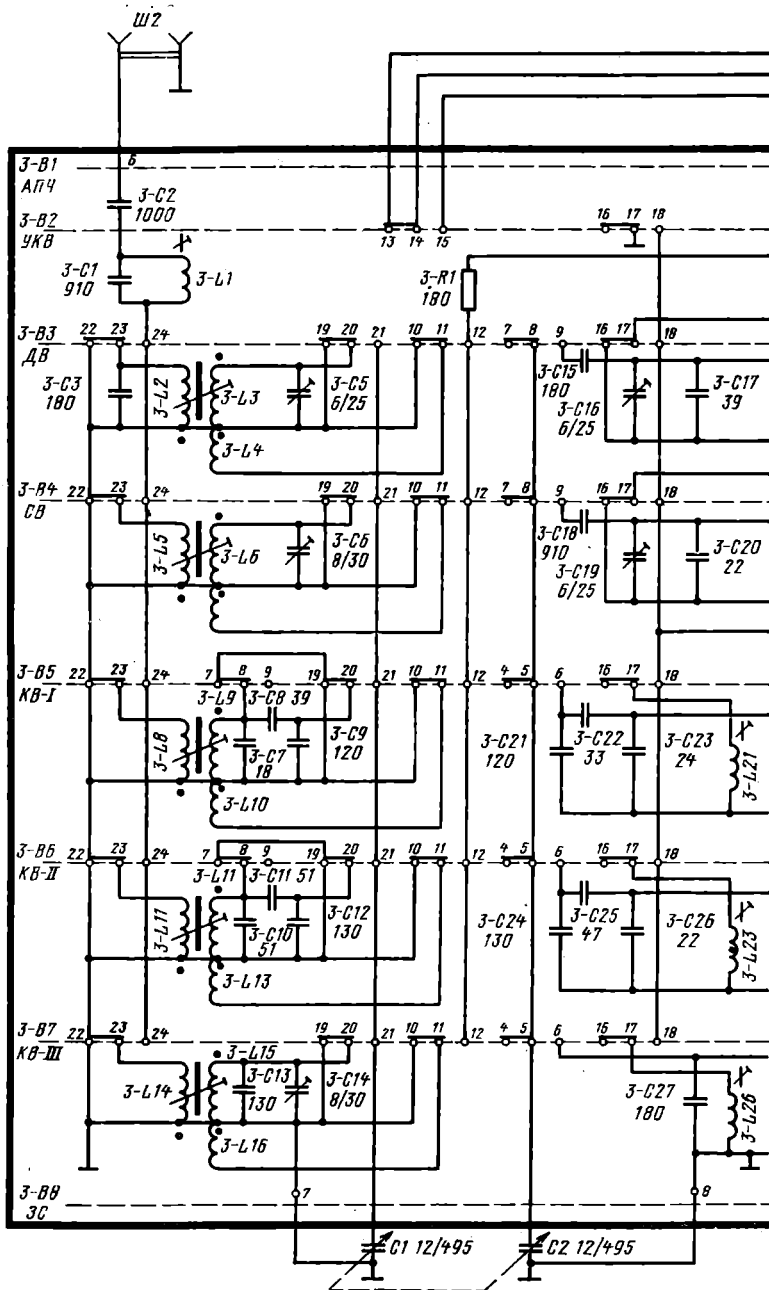 Ш2
6
3-В1
АПЧ
3-С2
1000
3-В2
УКВ
13 14 15
16 17 18
3-С1
910
3-L1
3-R1
180
3-В3
ДВ
22 23 24
19 20 21
10 11 12
7 8 9
16 17 18
3-С3
180
3-L2
3-L3
3-L4
3-С5
6/25
3-С15
180
3-С16
6/25
3-С17
39
3-В4
СВ
22 23 24
19 20 21
10 11 12
7 8 9
16 17 18
3-L5
3-L6
3-С6
8/30
3-С18
910
3-С19
6/25
3-С20
22
3-В5
КВ-I
22 23 24
7 8 9
19 20 21
10 11 12
4 5 6
16 17 18
3-L9 3-С8 39
3-L8
3-С7
18
3-С9
120
3-L10
3-С21
120
3-С22
33
3-С23
24
3-L21
3-В6
КВ-II
22 23 24
7 8 9
19 20 21
10 11 12
4 5 6
16 17 18
3-L11 3-С11 51
3-L11
3-С10
51
3-С12
130
3-L13
3-С24
130
3-С25
47
3-С26
22
3-L23
3-В7
КВ-III
22 23 24
19 20 21
10 11 12
4 5 6
16 17 18
3-L15
3-L14
3-С13
130
3-С14
8/30
3-L16
3-С27
180
3-L26
3-В8
ЗС
7
8
С1 12/495
С2 12/495